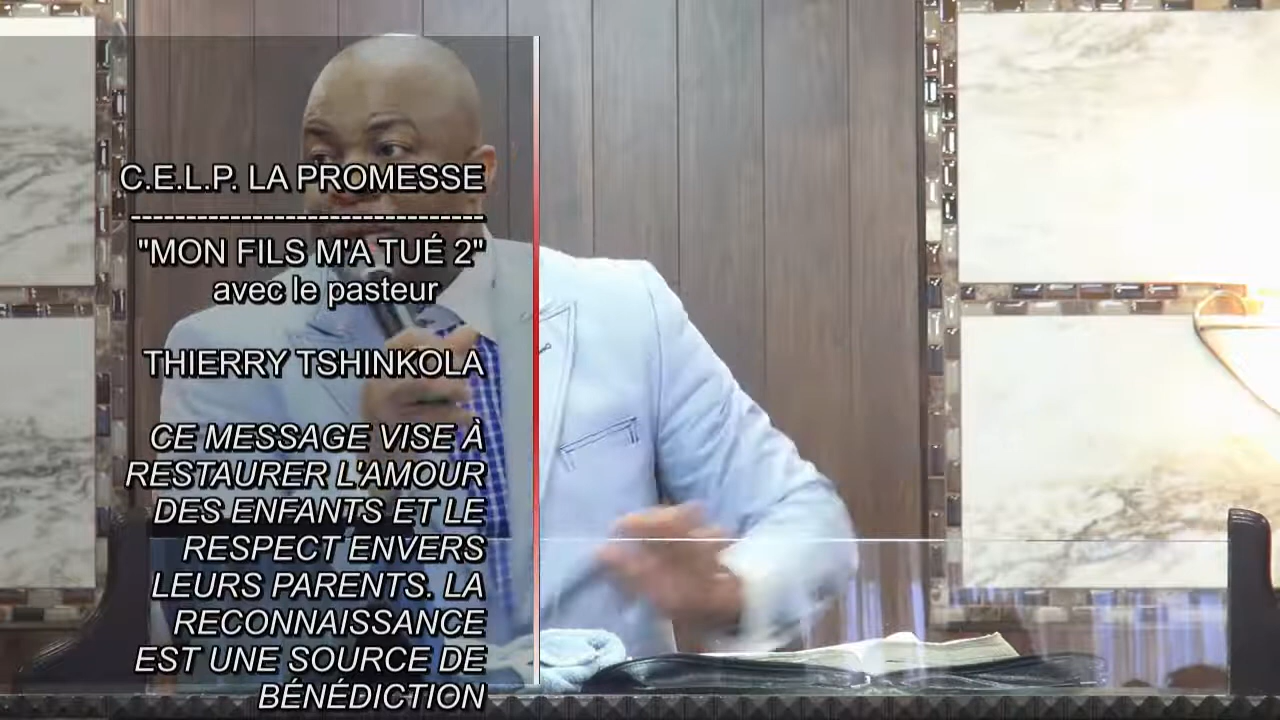 C.E.L.P. LA PROMESSE
--------------------------------
"MON FILS M'A TUÉ 2"
avec le pasteur
THIERRY TSHINKOLA
CE MESSAGE VISE À
RESTAURER L'AMOUR
DES ENFANTS ET LE
RESPECT ENVERS
LEURS PARENTS. LA
RECONNAISSANCE
EST UNE SOURCE DE
BÉNÉDICTION